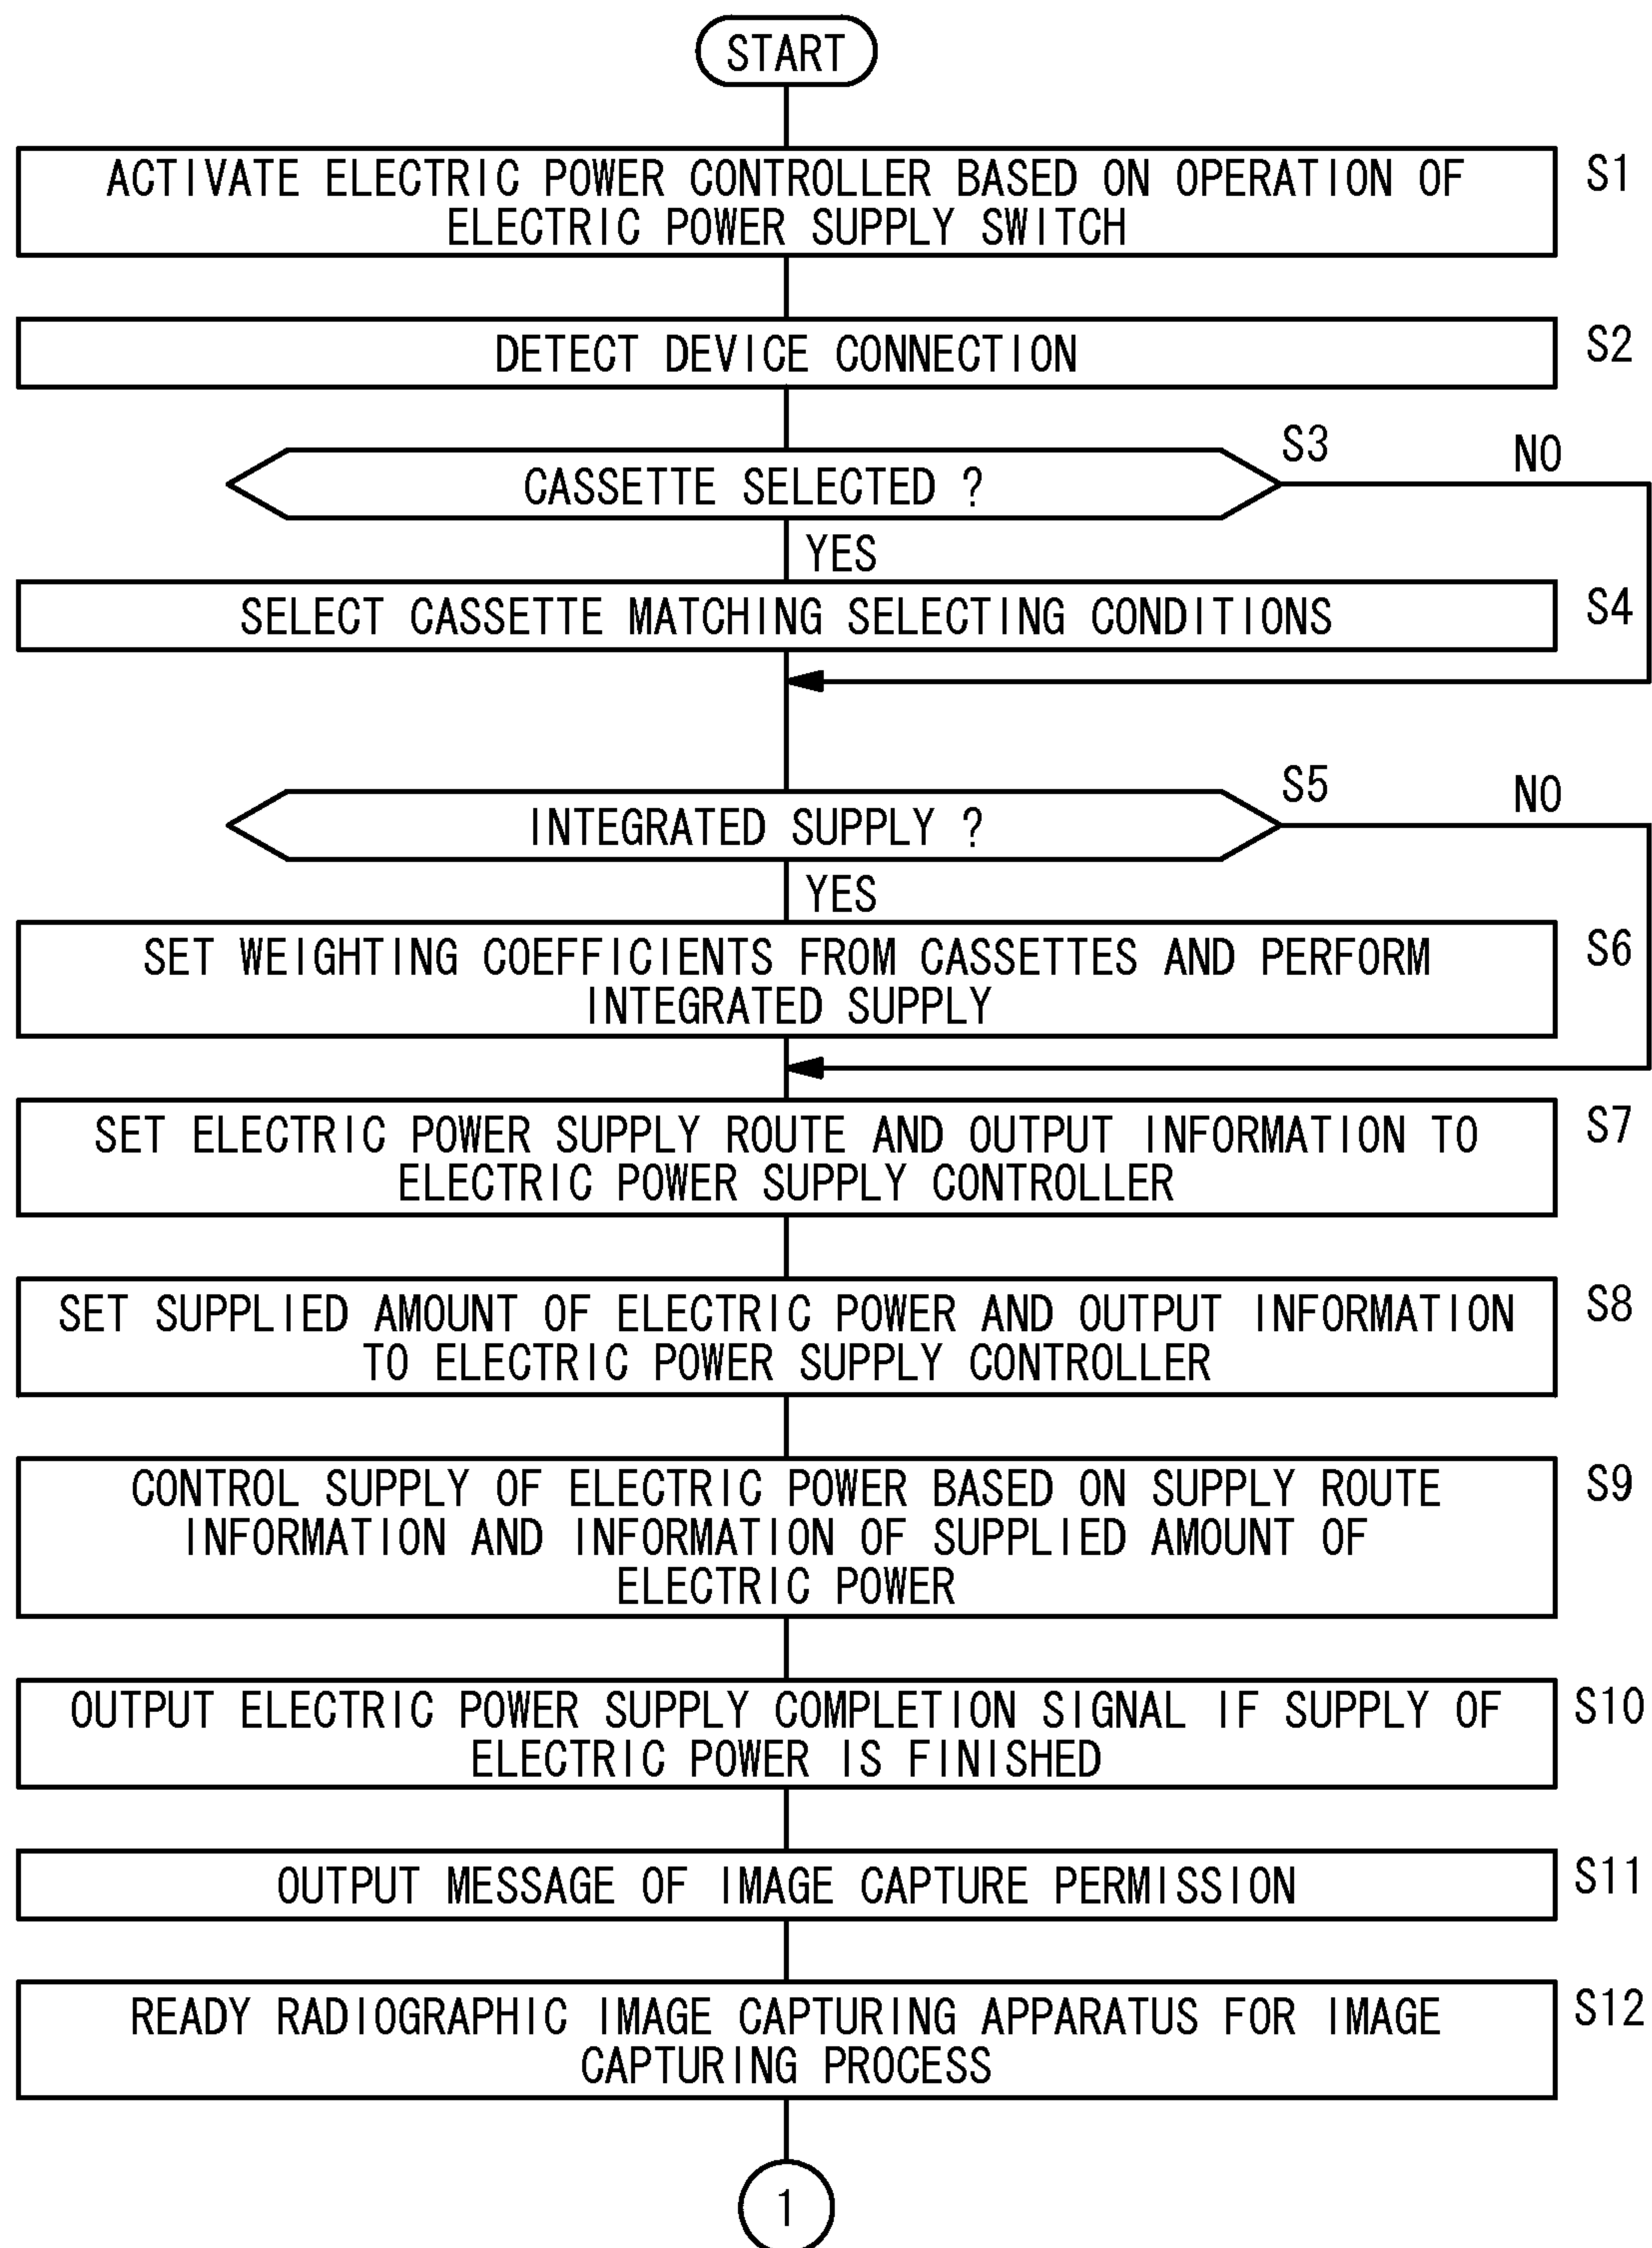 START
ACTIVATE ELECTRIC POWER CONTROLLER BASED ON OPERATION OF
ELECTRIC POWER SUPPLY SWITCH
S1
DETECT DEVICE CONNECTION
S2
CASSETTE SELECTED ?
S3
NO
YES
SELECT CASSETTE MATCHING SELECTING CONDITIONS
S4
INTEGRATED SUPPLY ?
S5
NO
YES
SET WEIGHTING COEFFICIENTS FROM CASSETTES AND PERFORM
INTEGRATED SUPPLY
S6
SET ELECTRIC POWER SUPPLY ROUTE AND OUTPUT INFORMATION TO
ELECTRIC POWER SUPPLY CONTROLLER
S7
SET SUPPLIED AMOUNT OF ELECTRIC POWER AND OUTPUT INFORMATION
TO ELECTRIC POWER SUPPLY CONTROLLER
S8
CONTROL SUPPLY OF ELECTRIC POWER BASED ON SUPPLY ROUTE
INFORMATION AND INFORMATION OF SUPPLIED AMOUNT OF
ELECTRIC POWER
S9
OUTPUT ELECTRIC POWER SUPPLY COMPLETION SIGNAL IF SUPPLY OF
ELECTRIC POWER IS FINISHED
S10
OUTPUT MESSAGE OF IMAGE CAPTURE PERMISSION
S11
READY RADIOGRAPHIC IMAGE CAPTURING APPARATUS FOR IMAGE
CAPTURING PROCESS
S12
1